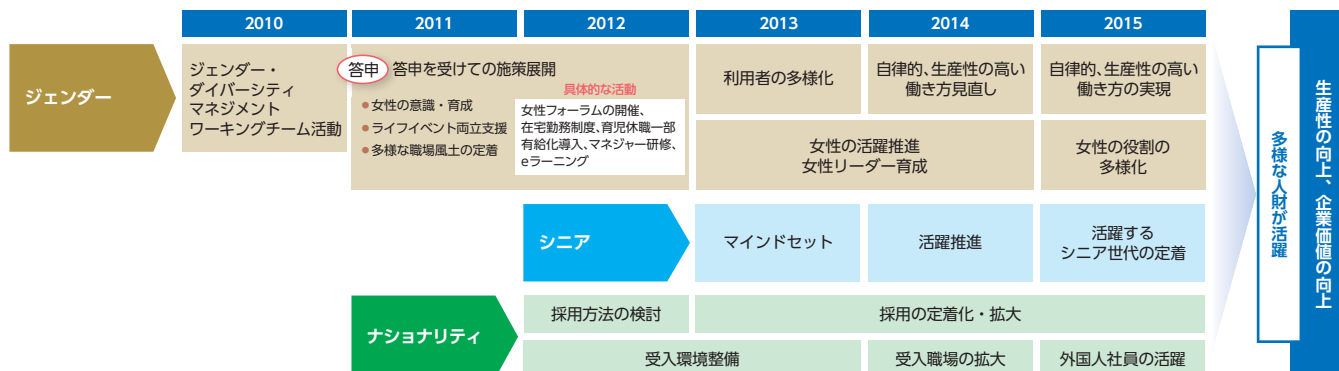 2010
2011
2012
2013
2014
2015
ジェンダー
ジェンダー・
ダイバーシティ
マネジメント
ワーキングチーム活動
答申
答申を受けての施策展開
●女性の意識・育成
●ライフイベント両立支援
●多様な職場風土の定着
具体的な活動
女性フォーラムの開催、
在宅勤務制度、育児休職一部
有給化導入、マネジャー研修、
eラーニング
利用者の多様化
自律的、生産性の高い
働き方見直し
自律的、生産性の高い
働き方の実現
女性の活躍推進
女性リーダー育成
女性の役割の
多様化
シニア
マインドセット
活躍推進
活躍する
シニア世代の定着
ナショナリティ
採用方法の検討
採用の定着化・拡大
受入環境整備
受入職場の拡大
外国人社員の活躍
多様な人財が活躍
生産性の向上、企業価値の向上